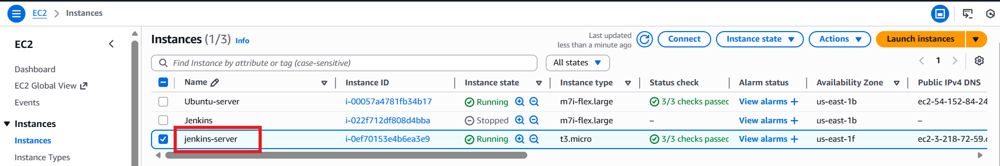 EC2 > Instances
EC2
Dashboard
EC2 Global View
Events
Instances
Instances
Instance Types
Instances (1/3) Info
Last updated
less than a minute ago
Connect
Instance state
Actions
Launch instances
Find Instance by attribute or tag (case-sensitive)
All states
1
Name Instance ID Instance state Instance type Status check Alarm status Availability Zone Public IPv4 DNS
Ubuntu-server i-00057a4781fb34b17 Running m7i-flex.large 3/3 checks passed View alarms + us-east-1b ec2-54-152-84-24
Jenkins i-022f712df808d4bba Stopped m7i-flex.large – View alarms + us-east-1b –
jenkins-server i-0ef70153e4b6ea3e9 Running t3.micro 3/3 checks passed View alarms + us-east-1f ec2-3-218-72-59.c